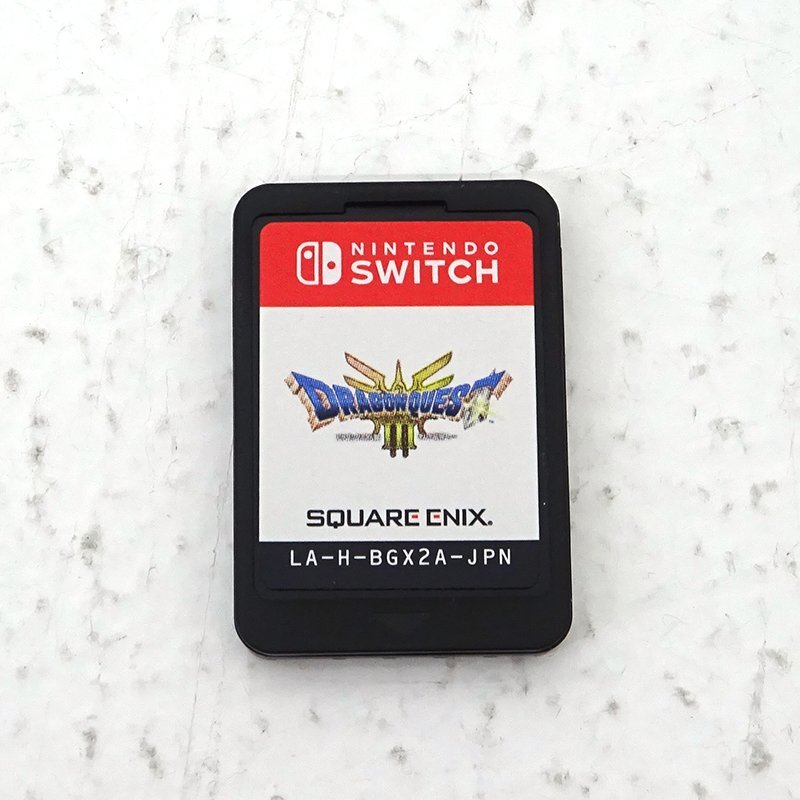 NINTENDO
SWITCH
DRAGON QUEST
III
SQUARE ENIX®
LA-H-BGX2A-JPN